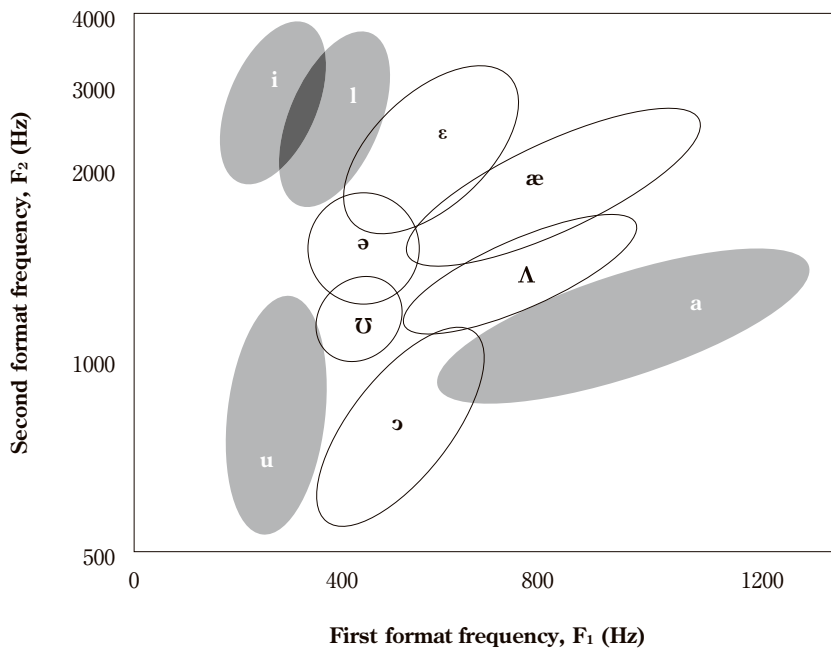 4000
3000
2000
1000
500
Second format frequency, F₂ (Hz)
i
l
ε
æ
ə
Λ
Ʊ
a
ɔ
u
0 400 800 1200
First format frequency, F₁ (Hz)